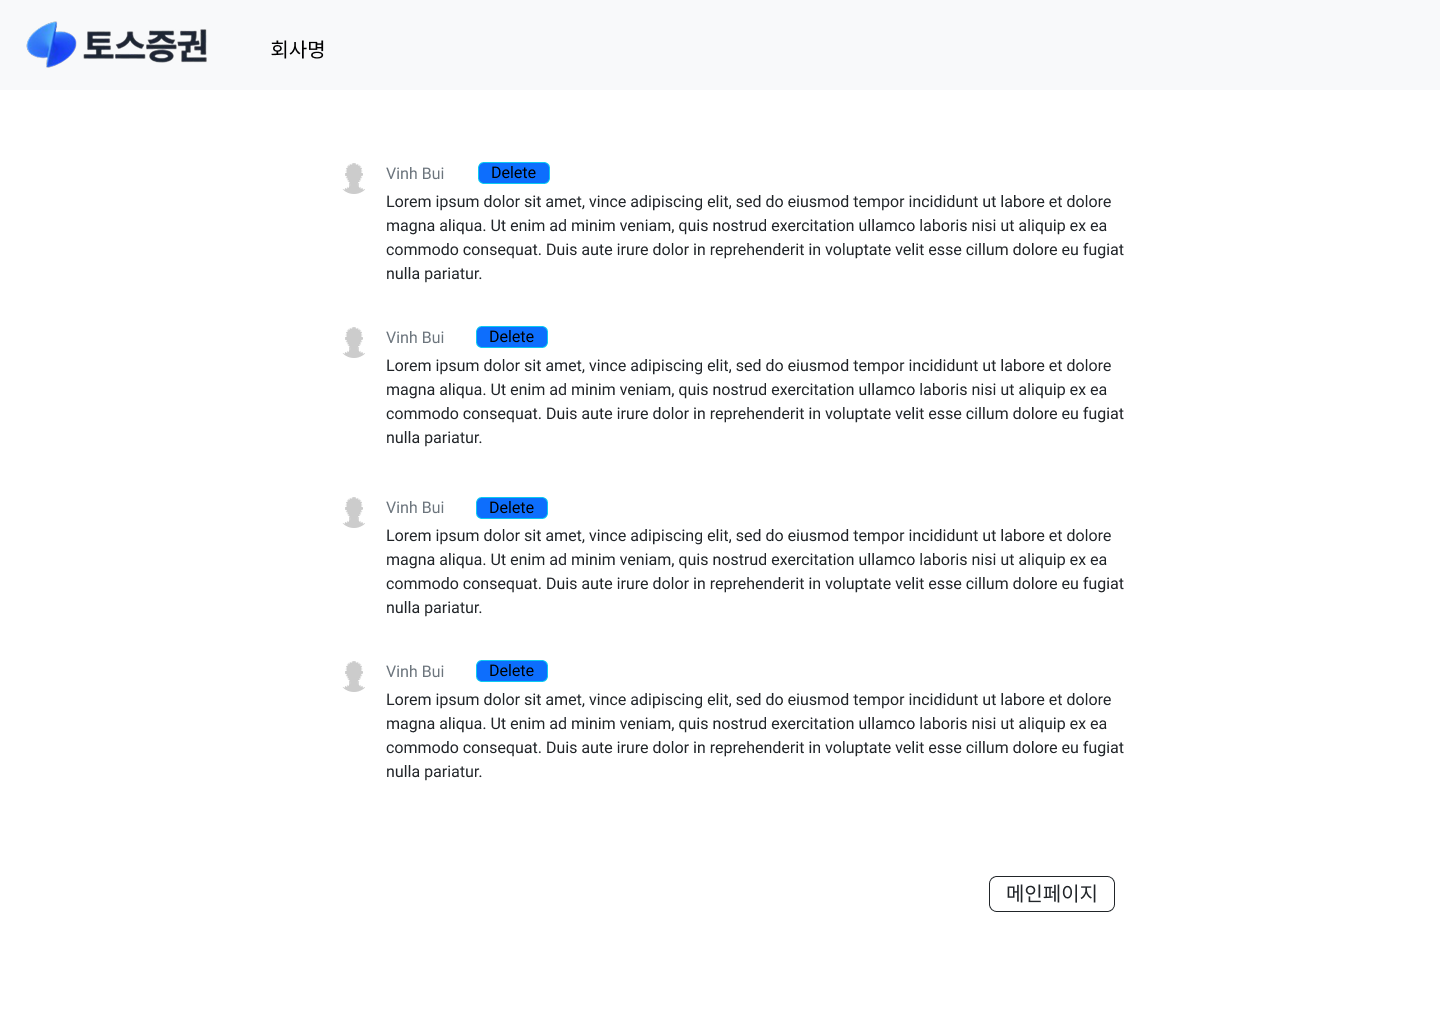 토스증권
회사명
Vinh Bui Delete
Lorem ipsum dolor sit amet, vince adipiscing elit, sed do eiusmod tempor incididunt ut labore et dolore
magna aliqua. Ut enim ad minim veniam, quis nostrud exercitation ullamco laboris nisi ut aliquip ex ea
commodo consequat. Duis aute irure dolor in reprehenderit in voluptate velit esse cillum dolore eu fugiat
nulla pariatur.
Vinh Bui Delete
Lorem ipsum dolor sit amet, vince adipiscing elit, sed do eiusmod tempor incididunt ut labore et dolore
magna aliqua. Ut enim ad minim veniam, quis nostrud exercitation ullamco laboris nisi ut aliquip ex ea
commodo consequat. Duis aute irure dolor in reprehenderit in voluptate velit esse cillum dolore eu fugiat
nulla pariatur.
Vinh Bui Delete
Lorem ipsum dolor sit amet, vince adipiscing elit, sed do eiusmod tempor incididunt ut labore et dolore
magna aliqua. Ut enim ad minim veniam, quis nostrud exercitation ullamco laboris nisi ut aliquip ex ea
commodo consequat. Duis aute irure dolor in reprehenderit in voluptate velit esse cillum dolore eu fugiat
nulla pariatur.
Vinh Bui Delete
Lorem ipsum dolor sit amet, vince adipiscing elit, sed do eiusmod tempor incididunt ut labore et dolore
magna aliqua. Ut enim ad minim veniam, quis nostrud exercitation ullamco laboris nisi ut aliquip ex ea
commodo consequat. Duis aute irure dolor in reprehenderit in voluptate velit esse cillum dolore eu fugiat
nulla pariatur.
메인페이지